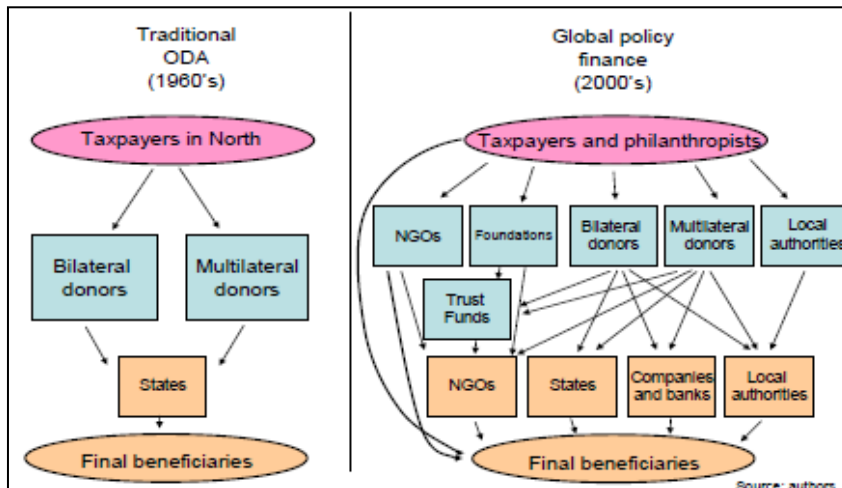 Traditional
ODA
(1960's)
Taxpayers in North
Bilateral
donors
Multilateral
donors
States
Final beneficiaries
Global policy
finance
(2000's)
Taxpayers and philanthropists
NGOs
Foundations
Bilateral
donors
Multilateral
donors
Local
authorities
Trust
Funds
NGOs
States
Companies
and banks
Local
authorities
Final beneficiaries
Source: authors